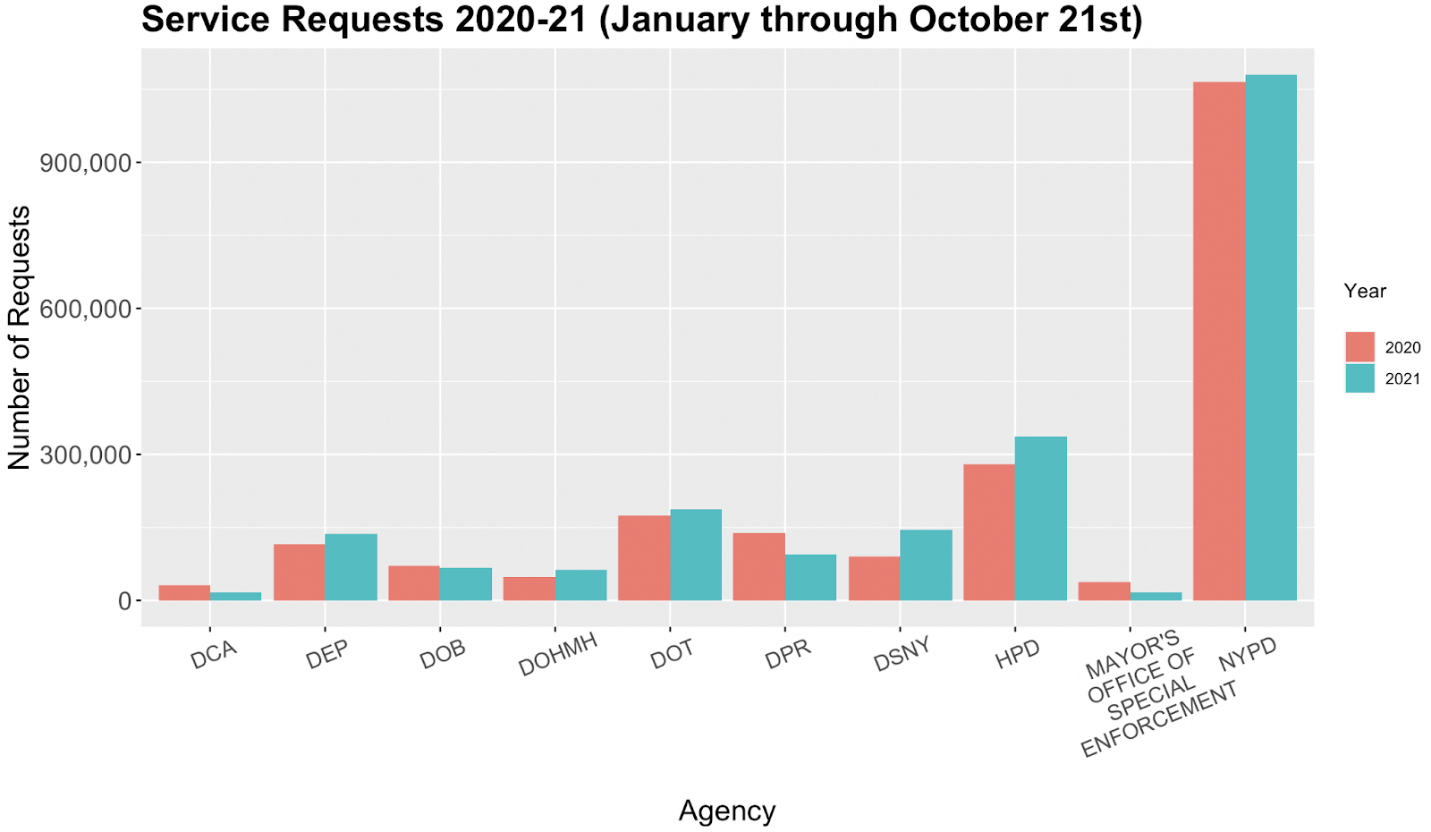 Service Requests 2020-21 (January through October 21st)
Number of Requests
900,000
600,000
300,000
0
DCA
DEP
DOB
DOHMH
DOT
DPR
DSNY
HPD
MAYOR'S
OFFICE OF
SPECIAL
ENFORCEMENT
NYPD
Agency
Year
2020
2021